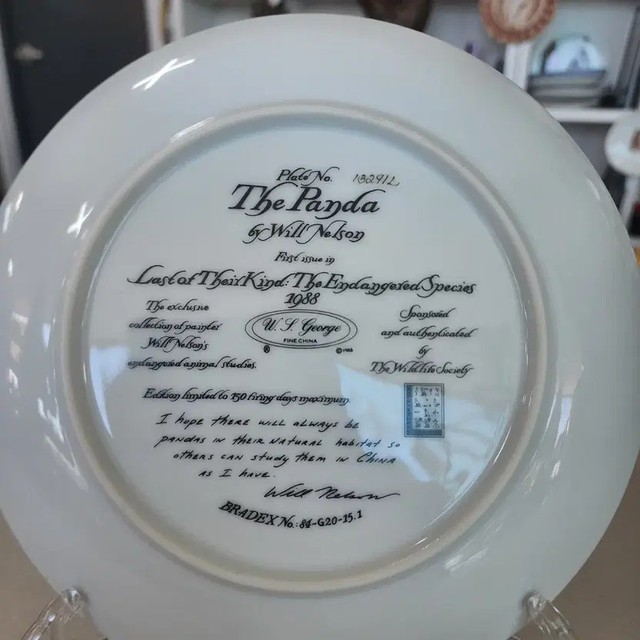 Plate No. 18291L
The Panda
by Will Nelson
First issue in
Last of Their Kind: The Endangered Species
1988
The exclusive
collection of painter
Will Nelson's
endangered animal studies.
W. S. George
FINE CHINA
® © 1988
Sponsored
and authenticated
by
The Wildlife Society
Edition limited to 150 firing days maximum.
I hope there will always be
pandas in their natural habitat so
others can study them in China
as I have.
Will Nelson
BRADEX No.: 84-G20-15.1